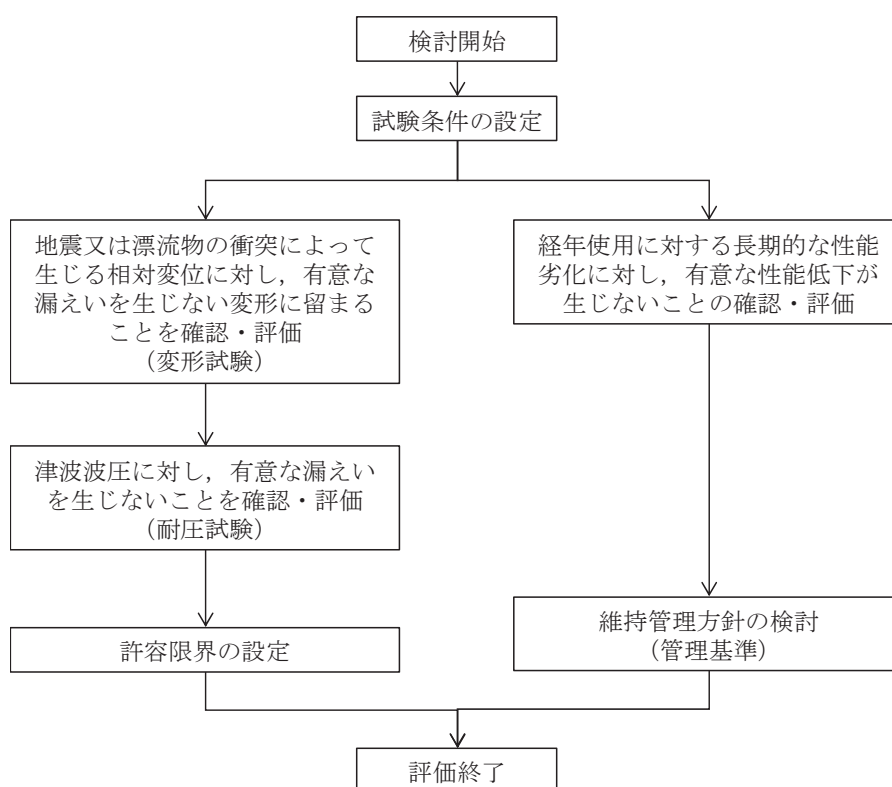 検討開始
試験条件の設定
地震又は漂流物の衝突によって
生じる相対変位に対し，有意な
漏えいを生じない変形に留まる
ことを確認・評価
（変形試験）
経年使用に対する長期的な性能
劣化に対し，有意な性能低下が
生じないことの確認・評価
津波波圧に対し，有意な漏えい
を生じないことを確認・評価
（耐圧試験）
許容限界の設定
維持管理方針の検討
（管理基準）
評価終了